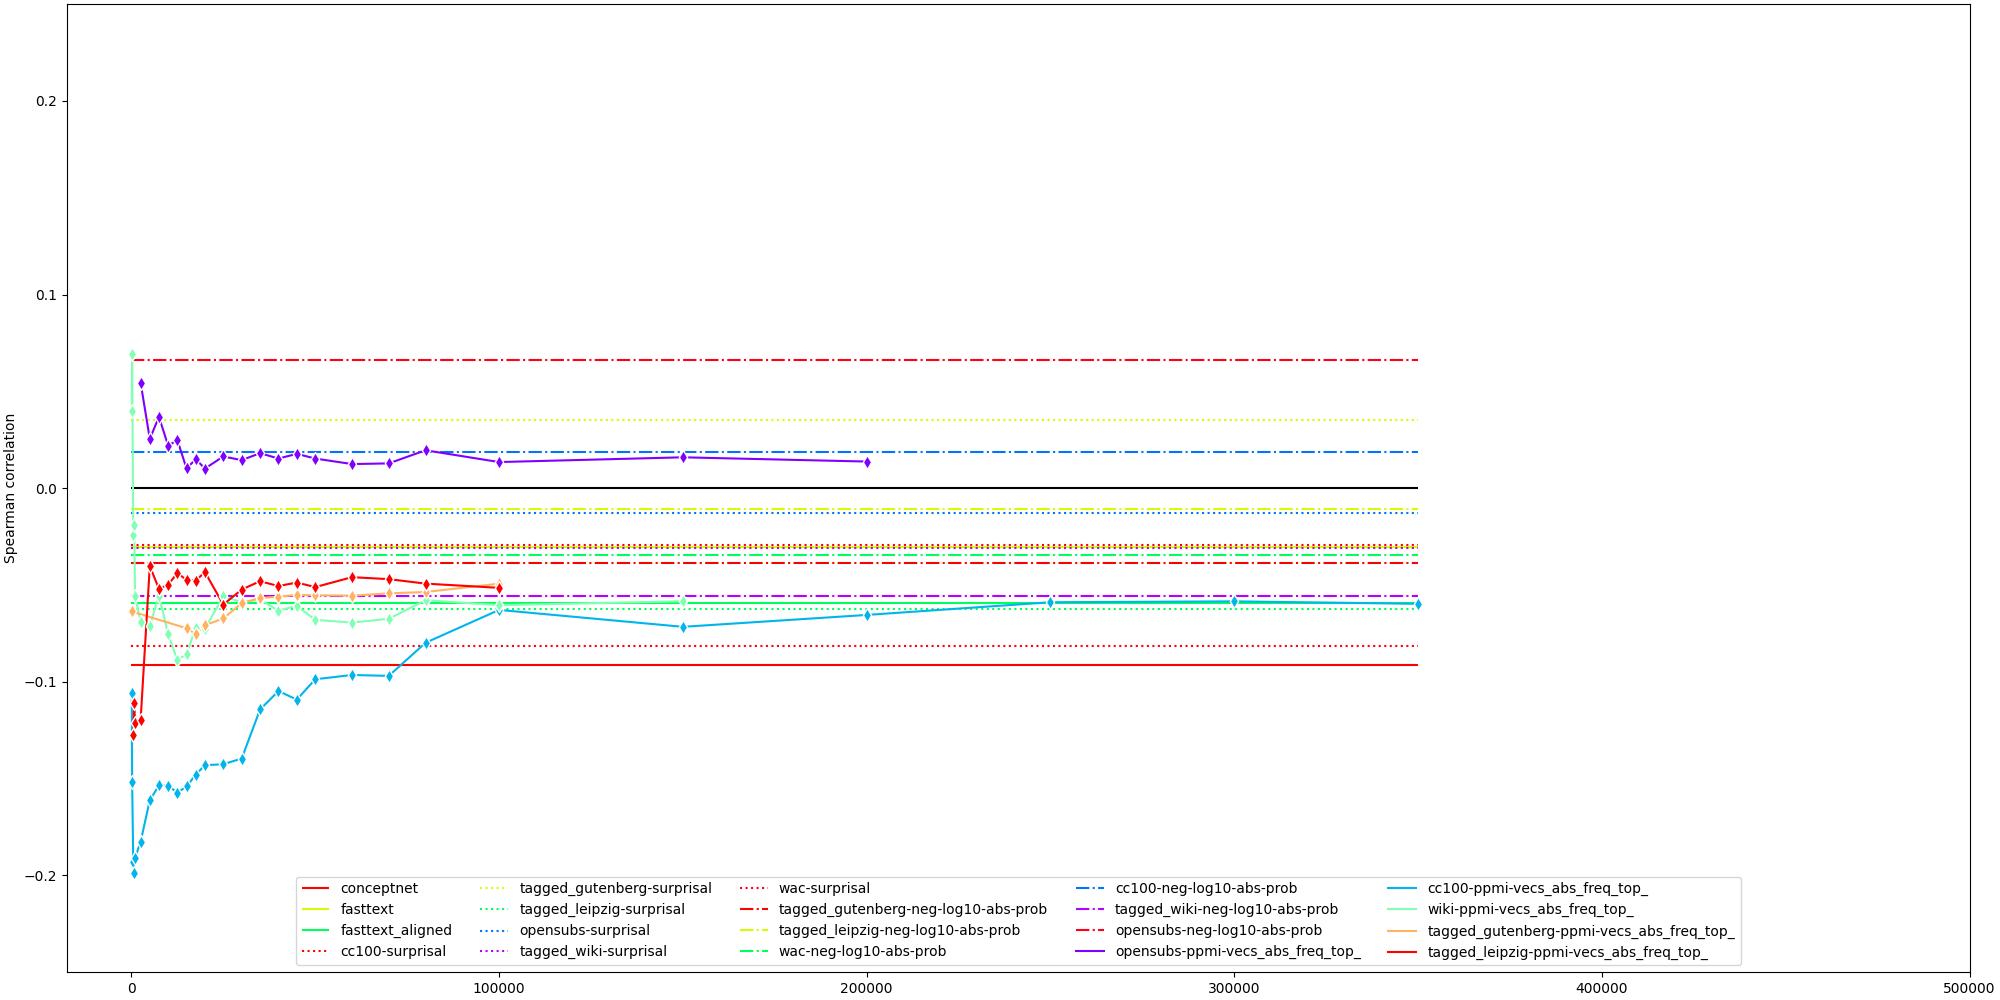 0.2
0.1
0.0
−0.1
−0.2
Spearman correlation
0
100000
200000
300000
400000
500000
conceptnet
fasttext
fasttext_aligned
cc100-surprisal
tagged_gutenberg-surprisal
tagged_leipzig-surprisal
opensubs-surprisal
tagged_wiki-surprisal
wac-surprisal
tagged_gutenberg-neg-log10-abs-prob
tagged_leipzig-neg-log10-abs-prob
wac-neg-log10-abs-prob
cc100-neg-log10-abs-prob
tagged_wiki-neg-log10-abs-prob
opensubs-neg-log10-abs-prob
opensubs-ppmi-vecs_abs_freq_top_
cc100-ppmi-vecs_abs_freq_top_
wiki-ppmi-vecs_abs_freq_top_
tagged_gutenberg-ppmi-vecs_abs_freq_top_
tagged_leipzig-ppmi-vecs_abs_freq_top_